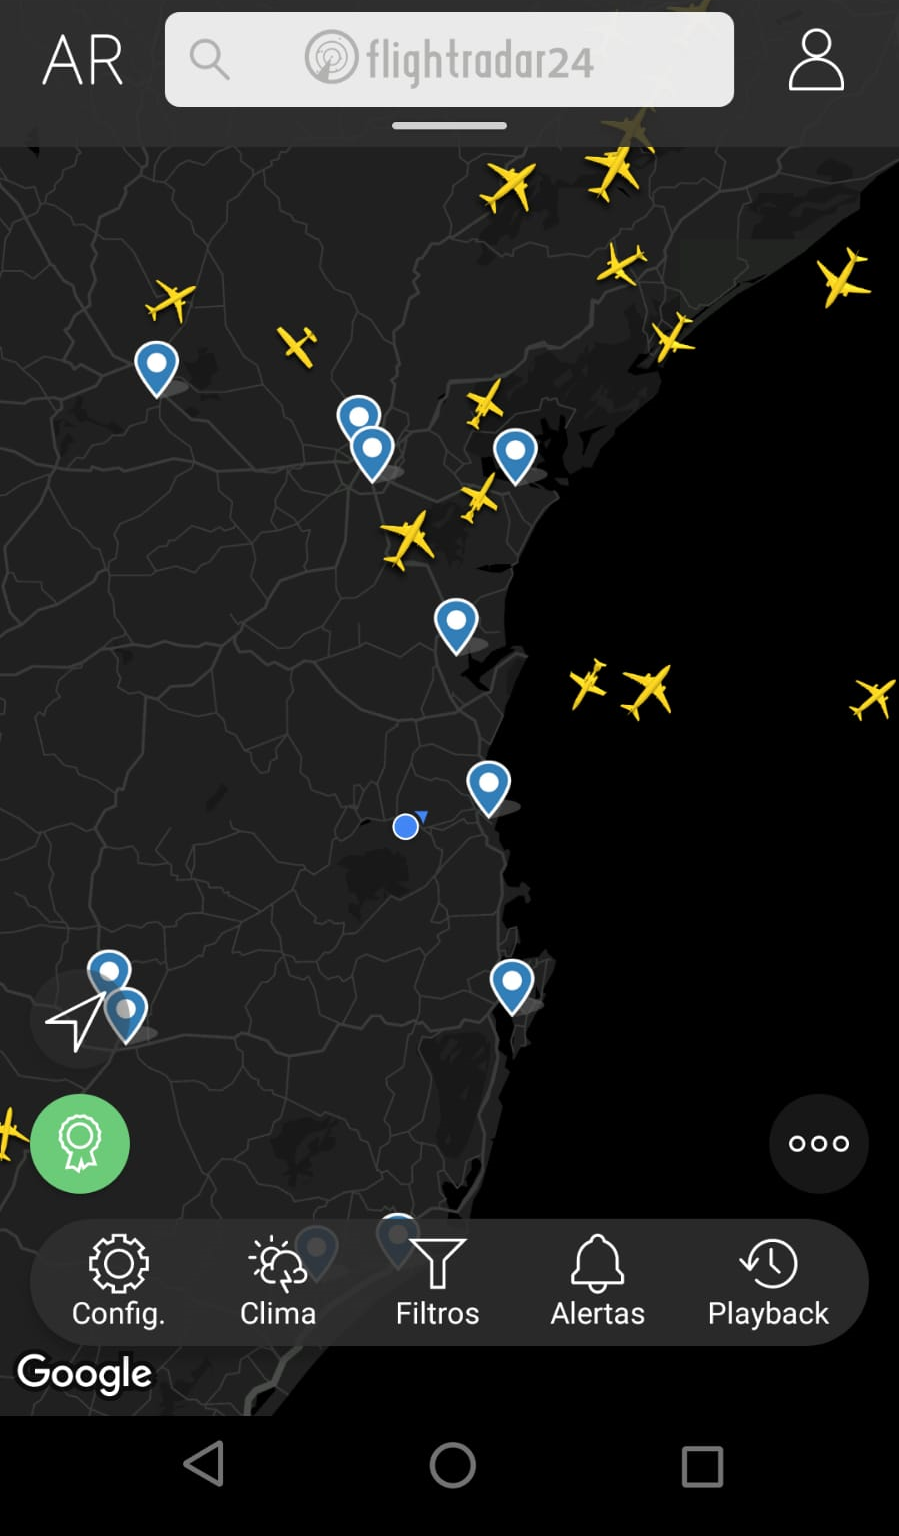 AR
flightradar24
Config.
Clima
Filtros
Alertas
Playback
Google